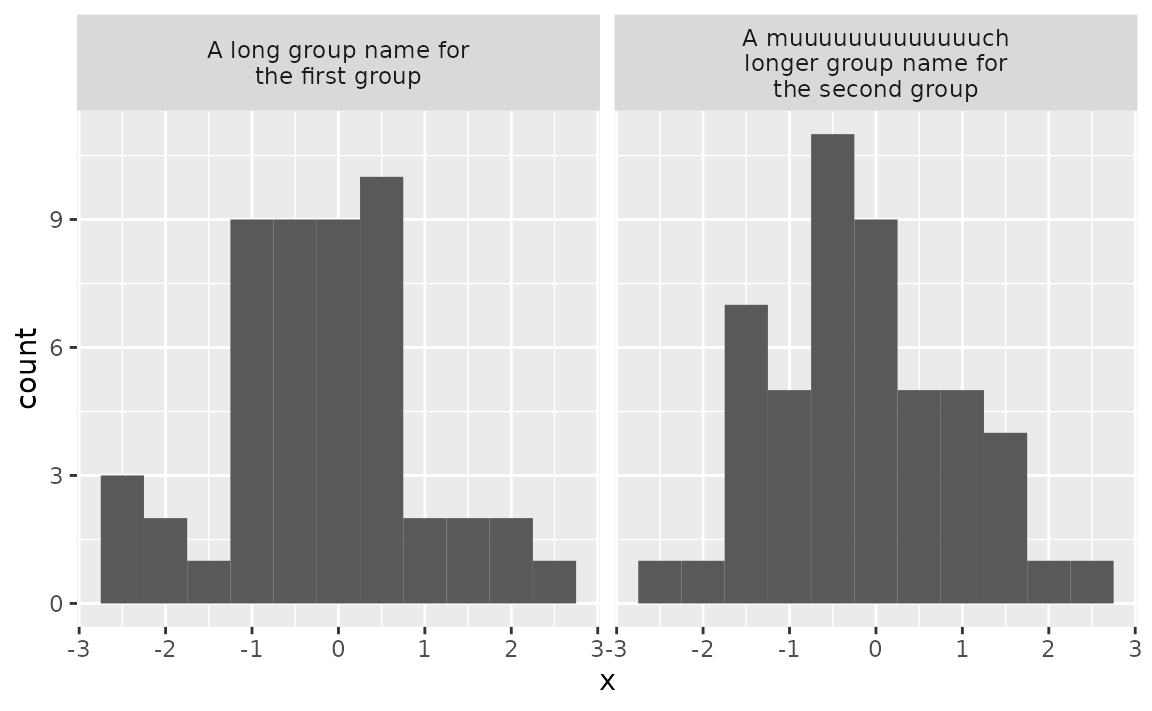 A long group name for
the first group
A muuuuuuuuuuuuuch
longer group name for
the second group
count
9
6
3
0
-3 -2 -1 0 1 2 3
-3 -2 -1 0 1 2 3
x